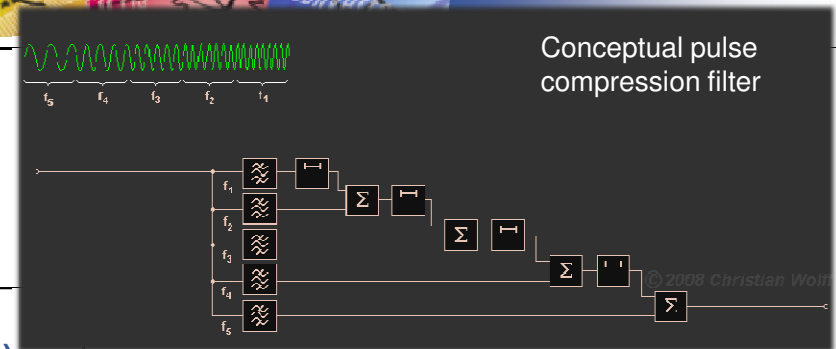 Conceptual pulse
compression filter
f5 f4 f3 f2 f1
f1
Σ
f2
Σ
f3
Σ
© 2008 Christian Wolff
f4
Σ
f5